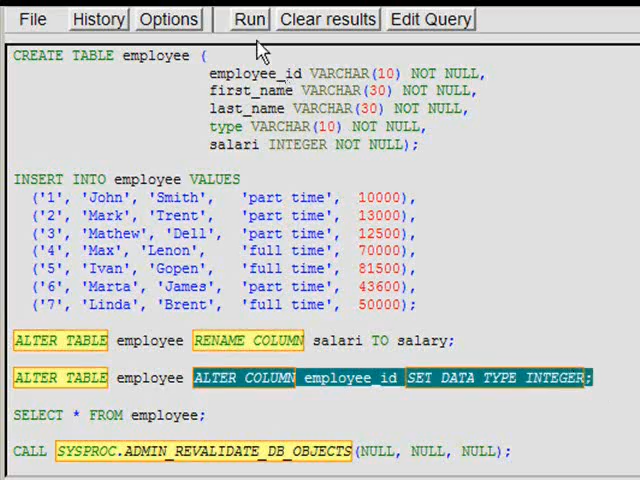 File History Options Run Clear results Edit Query
CREATE TABLE employee (
employee_id VARCHAR(10) NOT NULL,
first_name VARCHAR(30) NOT NULL,
last_name VARCHAR(30) NOT NULL,
type VARCHAR(10) NOT NULL,
salari INTEGER NOT NULL);
INSERT INTO employee VALUES
('1', 'John', 'Smith', 'part time', 10000),
('2', 'Mark', 'Trent', 'part time', 13000),
('3', 'Mathew', 'Dell', 'part time', 12500),
('4', 'Max', 'Lenon', 'full time', 70000),
('5', 'Ivan', 'Gopen', 'full time', 81500),
('6', 'Marta', 'James', 'part time', 43600),
('7', 'Linda', 'Brent', 'full time', 50000);
ALTER TABLE employee RENAME COLUMN salari TO salary;
ALTER TABLE employee ALTER COLUMN employee_id SET DATA TYPE INTEGER;
SELECT * FROM employee;
CALL SYSPROC.ADMIN_REVALIDATE_DB_OBJECTS(NULL, NULL, NULL);